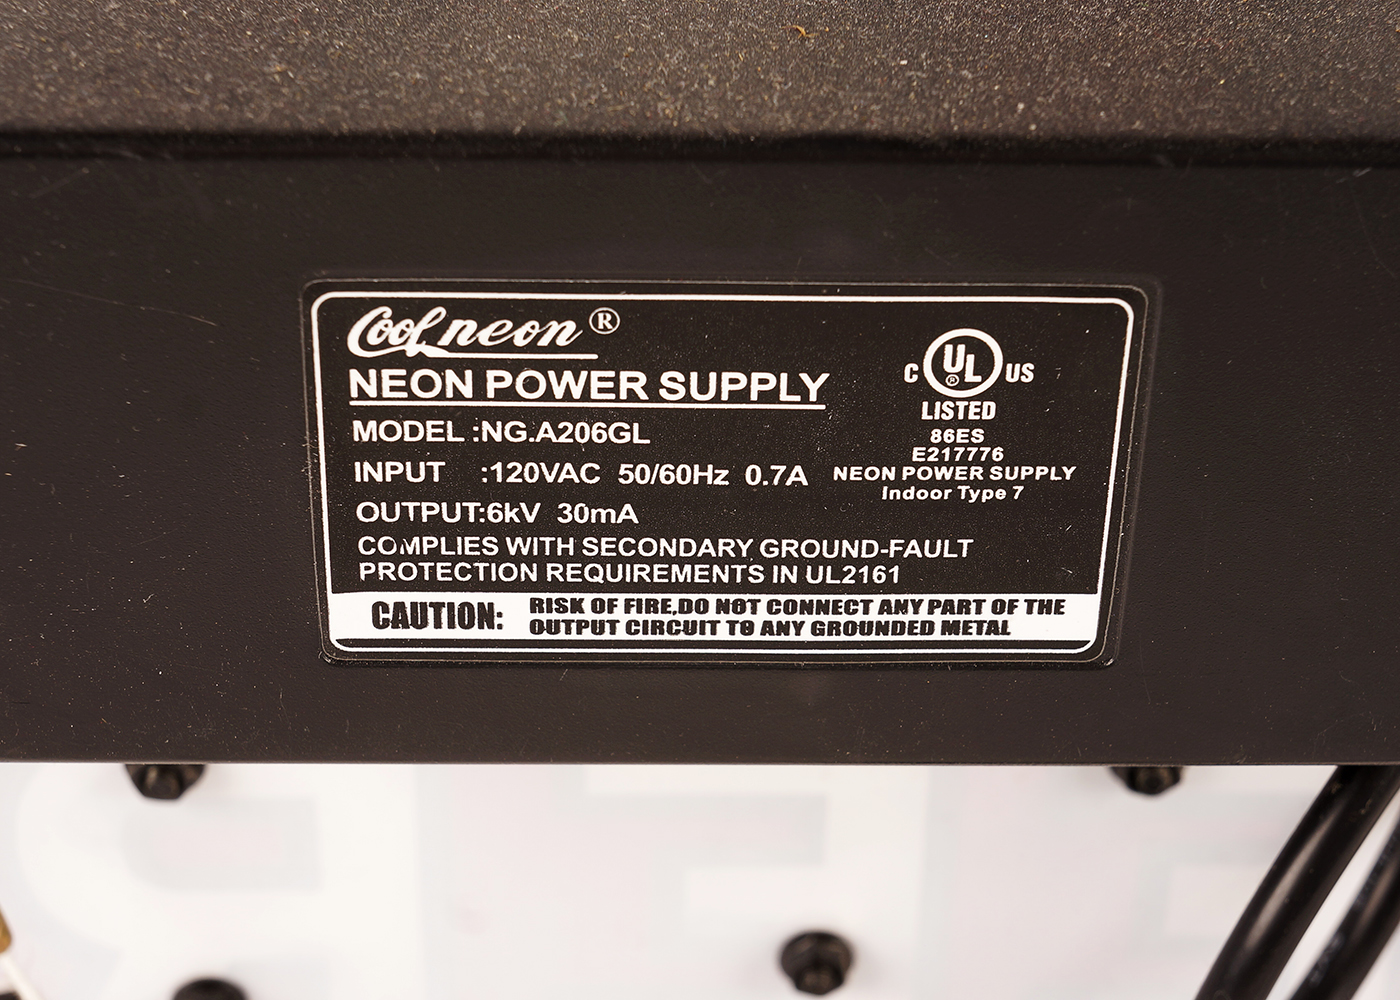 Coolneon®
NEON POWER SUPPLY
MODEL :NG.A206GL
INPUT :120VAC 50/60Hz 0.7A
OUTPUT:6kV 30mA
COMPLIES WITH SECONDARY GROUND-FAULT
PROTECTION REQUIREMENTS IN UL2161
C UL® US
LISTED
86ES
E217776
NEON POWER SUPPLY
Indoor Type 7
CAUTION: RISK OF FIRE,DO NOT CONNECT ANY PART OF THE
OUTPUT CIRCUIT TO ANY GROUNDED METAL